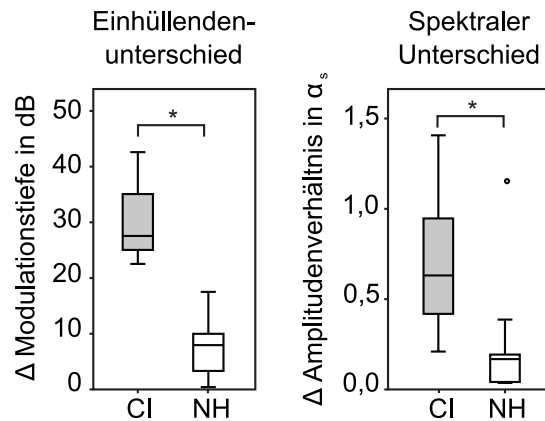 Einhüllenden-
unterschied
Δ Modulationstiefe in dB
50
40
30
20
10
0
*
CI NH
Spektraler
Unterschied
Δ Amplitudenverhältnis in αs
1,5
1,0
0,5
0,0
*
CI NH